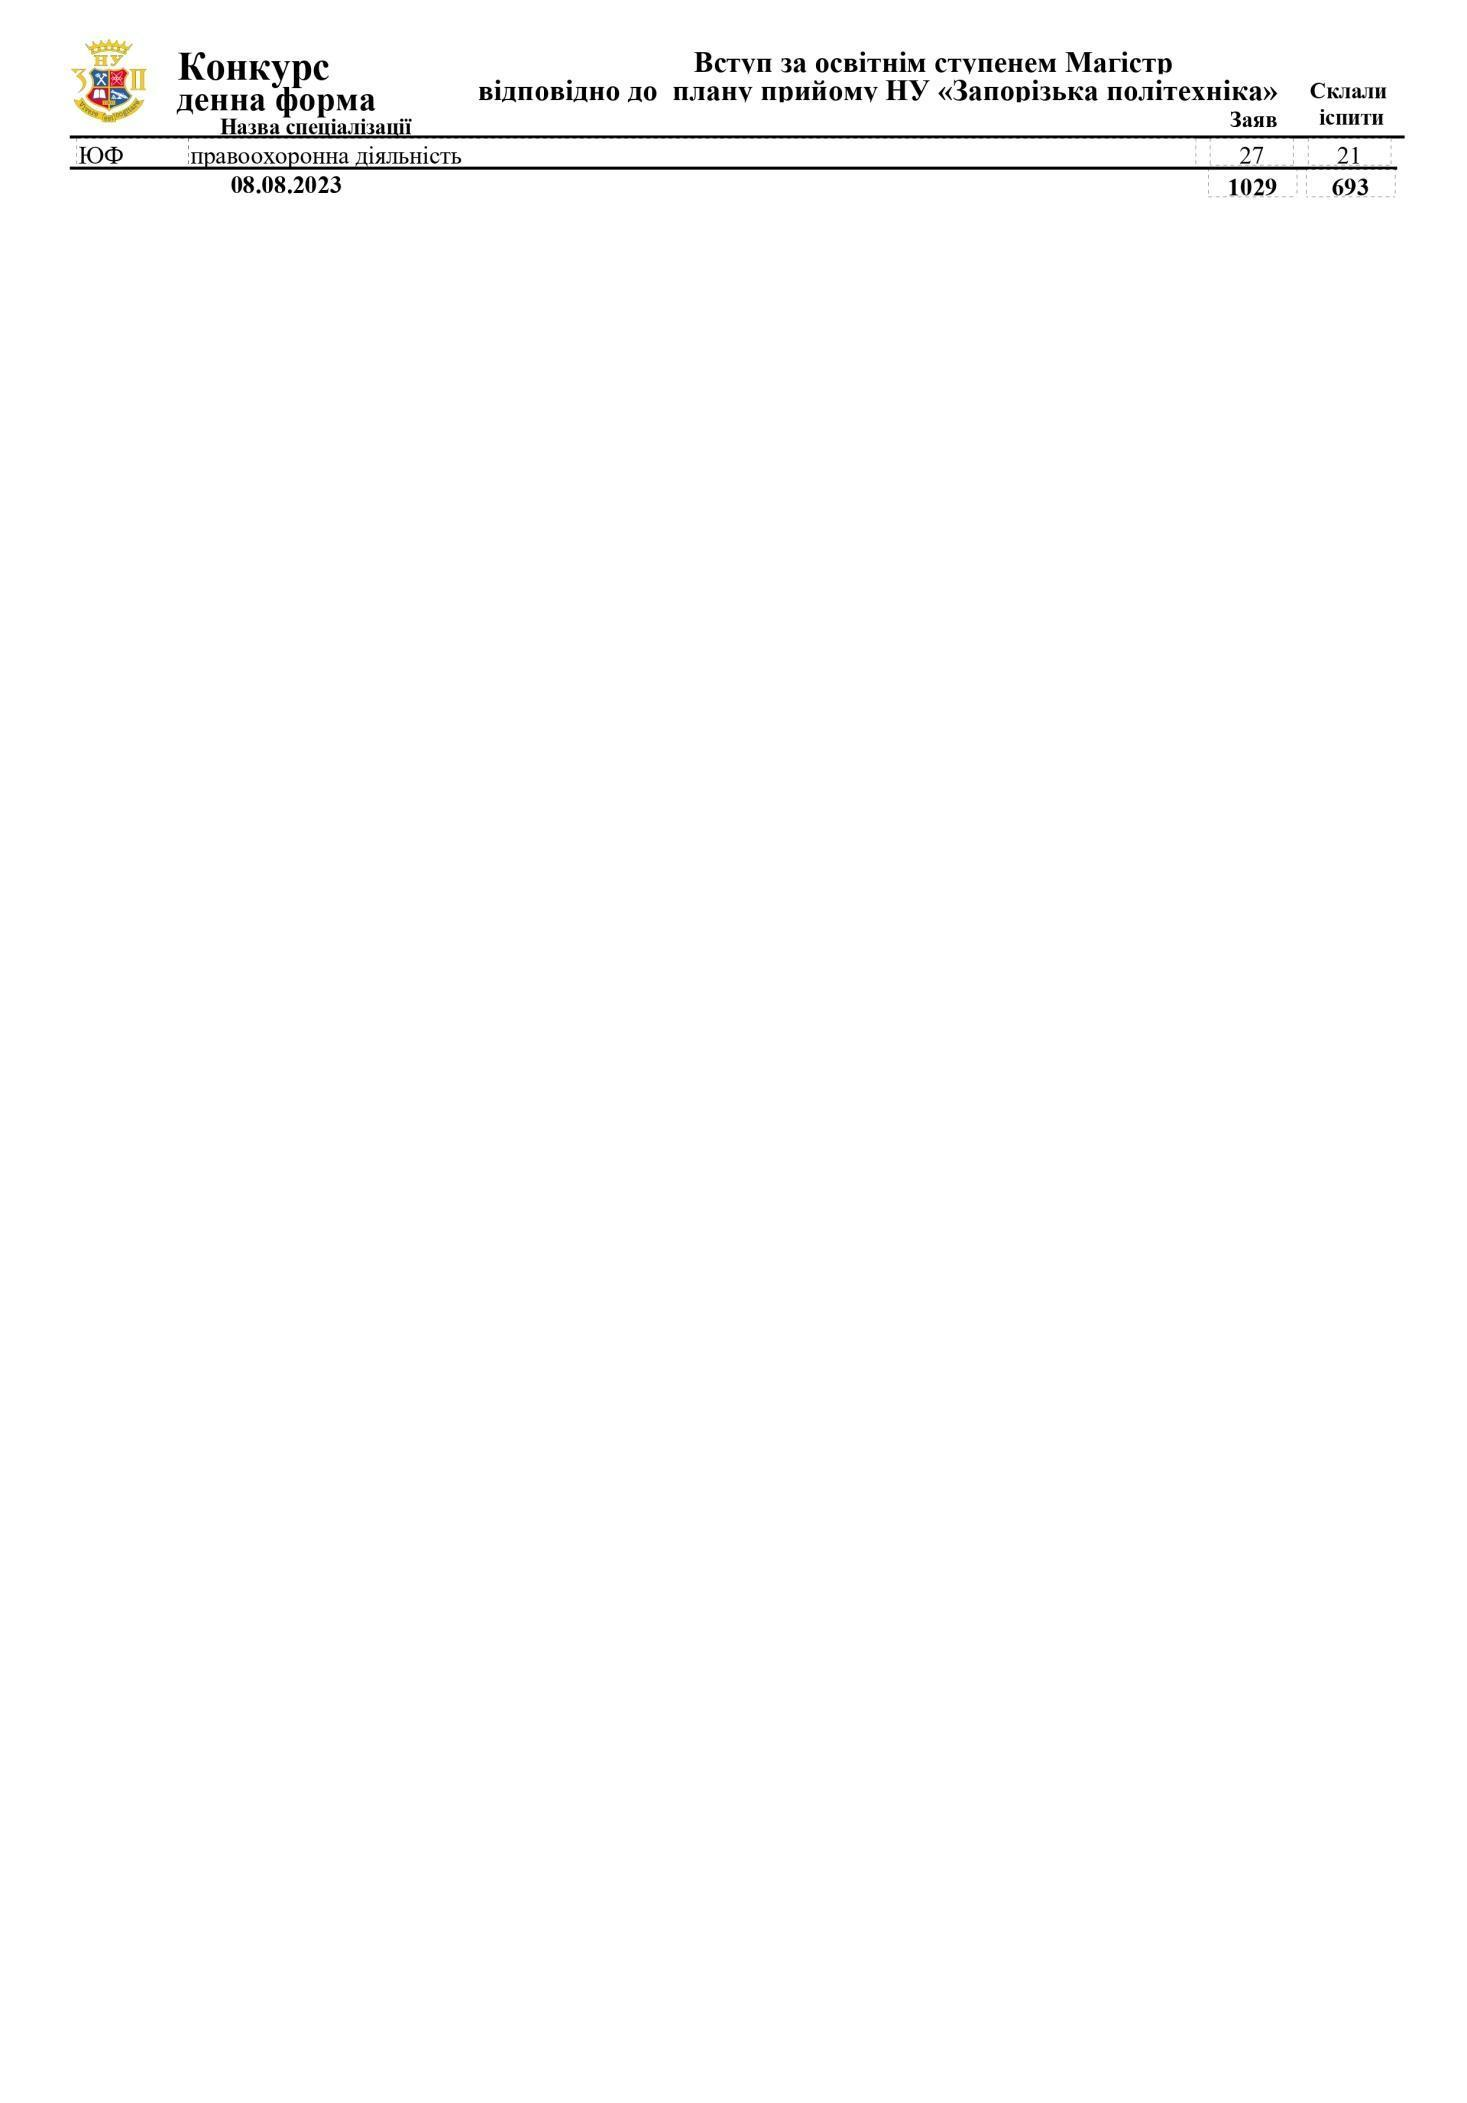 НУ
З П
Конкурс
денна форма
Вступ за освітнім ступенем Магістр
відповідно до плану прийому НУ «Запорізька політехніка»
Назва спеціалізації
Заяв
Склали
іспити
ЮФ правоохоронна діяльність 27 21
08.08.2023 1029 693